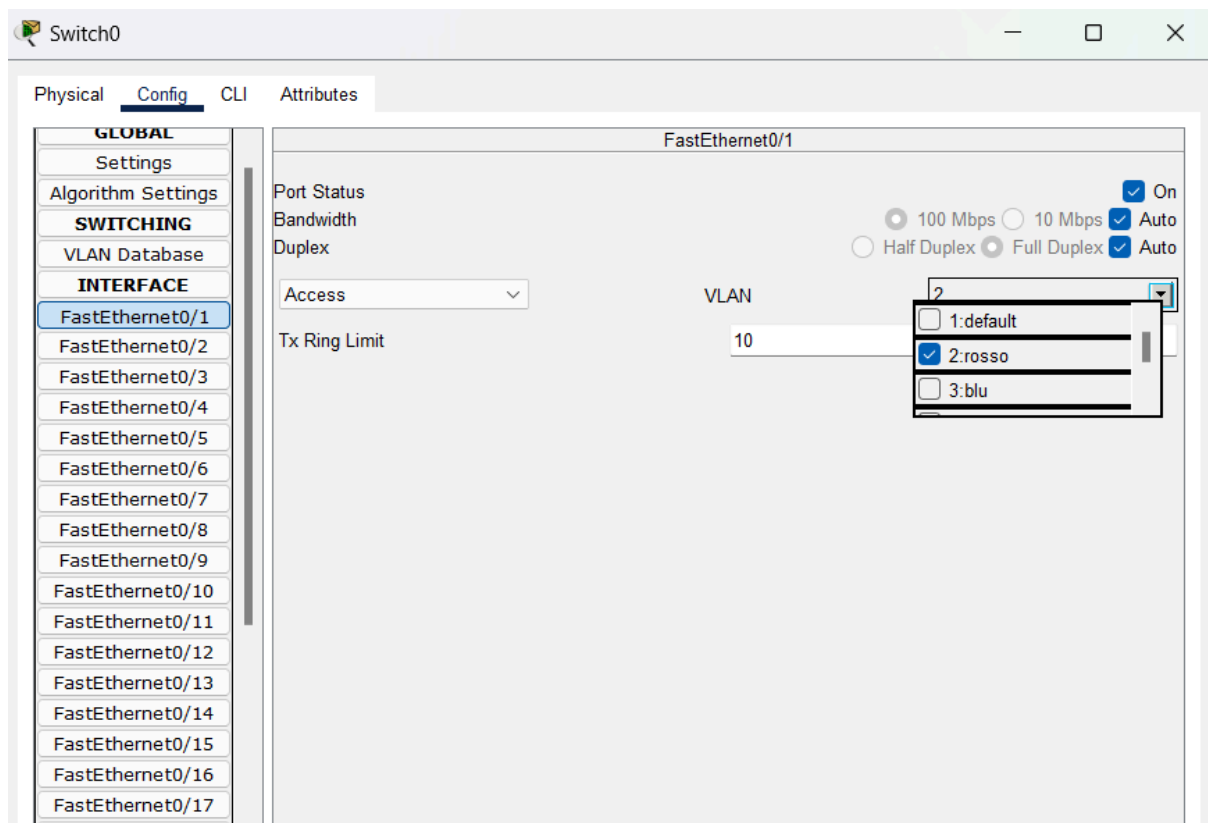 Switch0
Physical Config CLI Attributes
GLOBAL
Settings
Algorithm Settings
SWITCHING
VLAN Database
INTERFACE
FastEthernet0/1
FastEthernet0/2
FastEthernet0/3
FastEthernet0/4
FastEthernet0/5
FastEthernet0/6
FastEthernet0/7
FastEthernet0/8
FastEthernet0/9
FastEthernet0/10
FastEthernet0/11
FastEthernet0/12
FastEthernet0/13
FastEthernet0/14
FastEthernet0/15
FastEthernet0/16
FastEthernet0/17
FastEthernet0/1
Port Status On
Bandwidth 100 Mbps 10 Mbps Auto
Duplex Half Duplex Full Duplex Auto
Access VLAN 2
1:default
2:rosso
3:blu
Tx Ring Limit 10